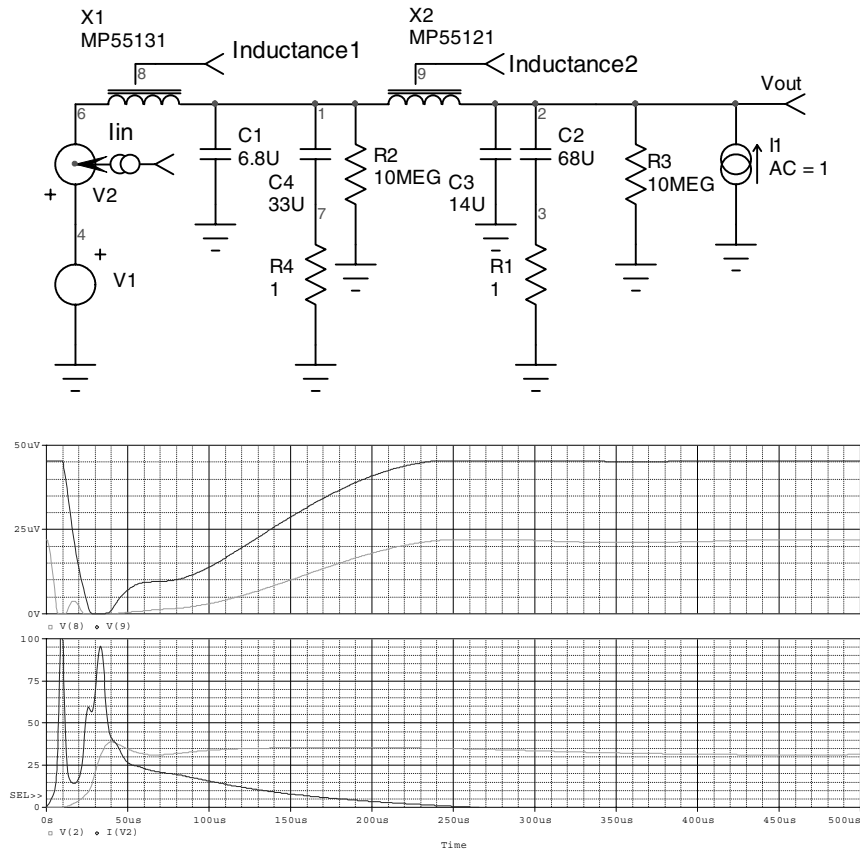 X1
MP55131
8
Inductance1
X2
MP55121
9
Inductance2
Vout
6
1
2
Iin
V2
+
4
+
V1
C1
6.8U
C4
33U
7
R4
1
R2
10MEG
C3
14U
C2
68U
3
R1
1
R3
10MEG
I1
AC = 1
50uV
25uV
0V
V(8) V(9)
100
75
50
25
SEL>>
0
0s 50us 100us 150us 200us 250us 300us 350us 400us 450us 500us
V(2) I(V2)
Time